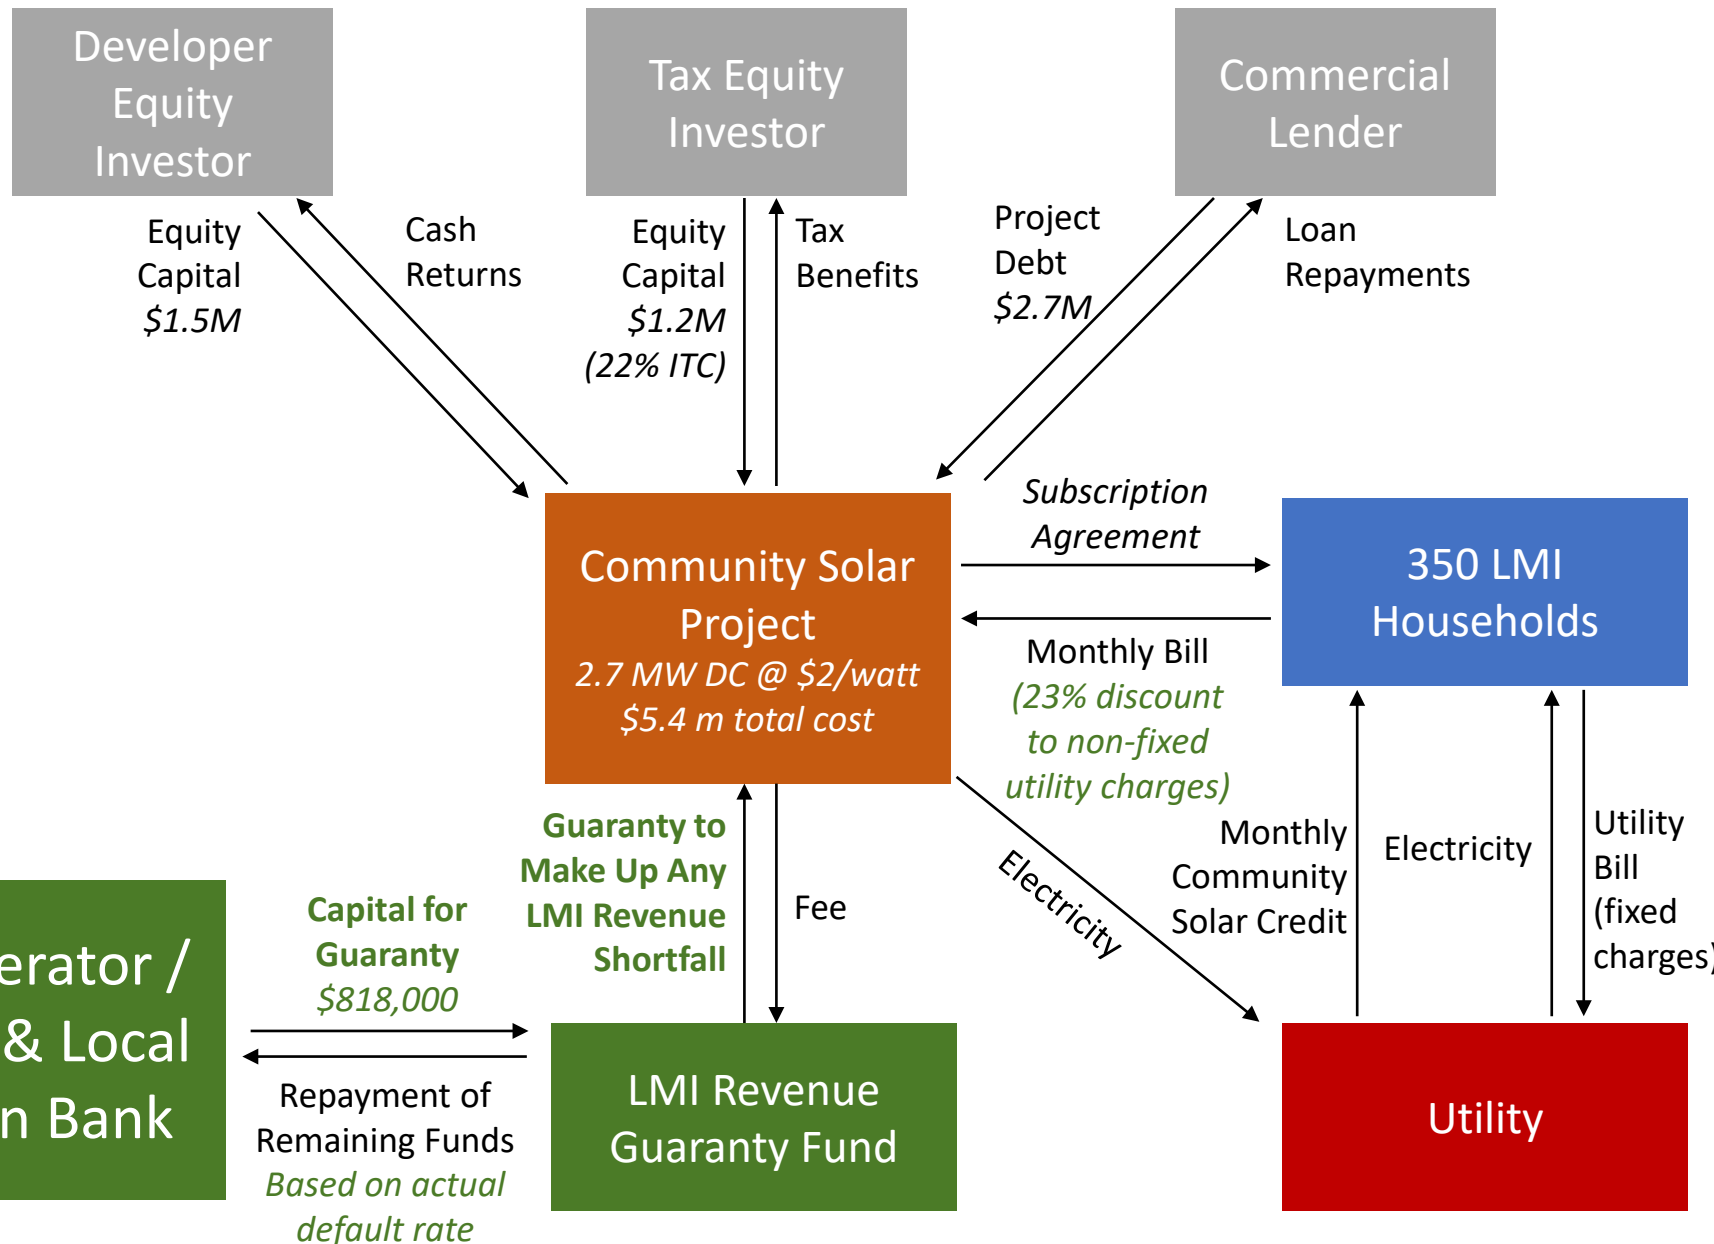 Developer
Equity
Investor
Tax Equity
Investor
Commercial
Lender
Equity
Capital
$1.5M
Cash
Returns
Equity
Capital
$1.2M
(22% ITC)
Tax
Benefits
Project
Debt
$2.7M
Loan
Repayments
Community Solar
Project
2.7 MW DC @ $2/watt
$5.4 m total cost
Subscription
Agreement
350 LMI
Households
Monthly Bill
(23% discount
to non-fixed
utility charges)
Guaranty to
Make Up Any
LMI Revenue
Shortfall
Fee
Electricity
Monthly
Community
Solar Credit
Electricity
Utility
Bill
(fixed
charges)
erator /
& Local
n Bank
Capital for
Guaranty
$818,000
Repayment of
Remaining Funds
Based on actual
default rate
LMI Revenue
Guaranty Fund
Utility